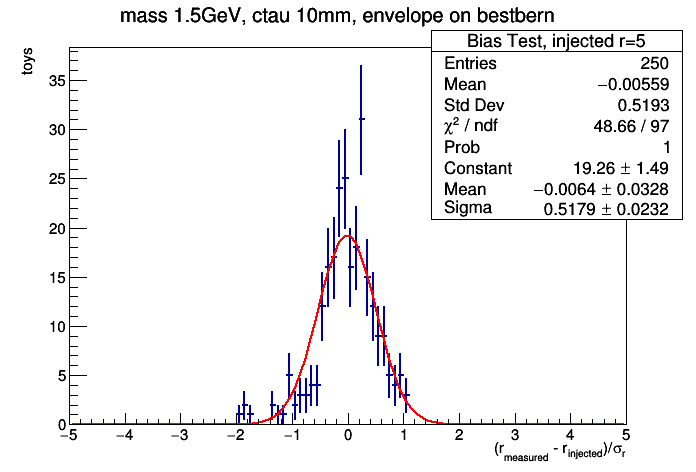 mass 1.5GeV, ctau 10mm, envelope on bestbern
Bias Test, injected r=5
Entries 250
Mean −0.00559
Std Dev 0.5193
χ² / ndf 48.66 / 97
Prob 1
Constant 19.26 ± 1.49
Mean −0.0064 ± 0.0328
Sigma 0.5179 ± 0.0232
toys
35
30
25
20
15
10
5
0
−5 −4 −3 −2 −1 0 1 2 3 4 5
(r_measured - r_injected)/σ_r